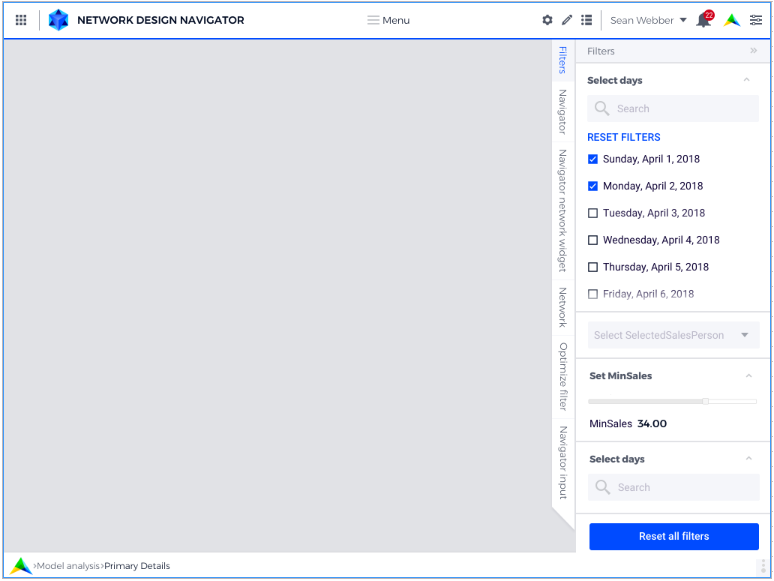 NETWORK DESIGN NAVIGATOR
Menu
Sean Webber
22
Filters
Navigator
Navigator network widget
Network
Optimize filter
Navigator input
Filters
Select days
Search
RESET FILTERS
Sunday, April 1, 2018
Monday, April 2, 2018
Tuesday, April 3, 2018
Wednesday, April 4, 2018
Thursday, April 5, 2018
Friday, April 6, 2018
Select SelectedSalesPerson
Set MinSales
MinSales 34.00
Select days
Search
Reset all filters
›Model analysis›Primary Details